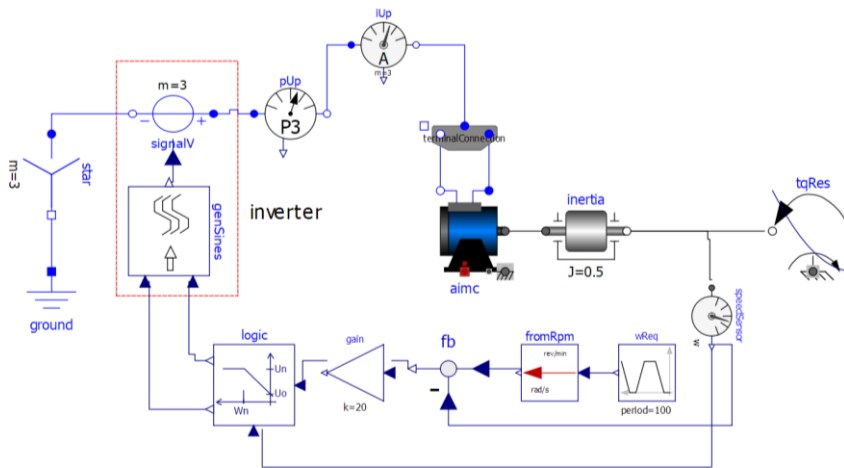 iUp
A
m=3
pUp
P3
m=3
−
+
signalV
terminalConnection
star
m=3
genSines
inverter
inertia
J=0.5
tqRes
aimc
ground
speedSensor
w
logic
Un
Uo
Wn
gain
k=20
fb
−
fromRpm
rev/min
rad/s
wReq
period=100